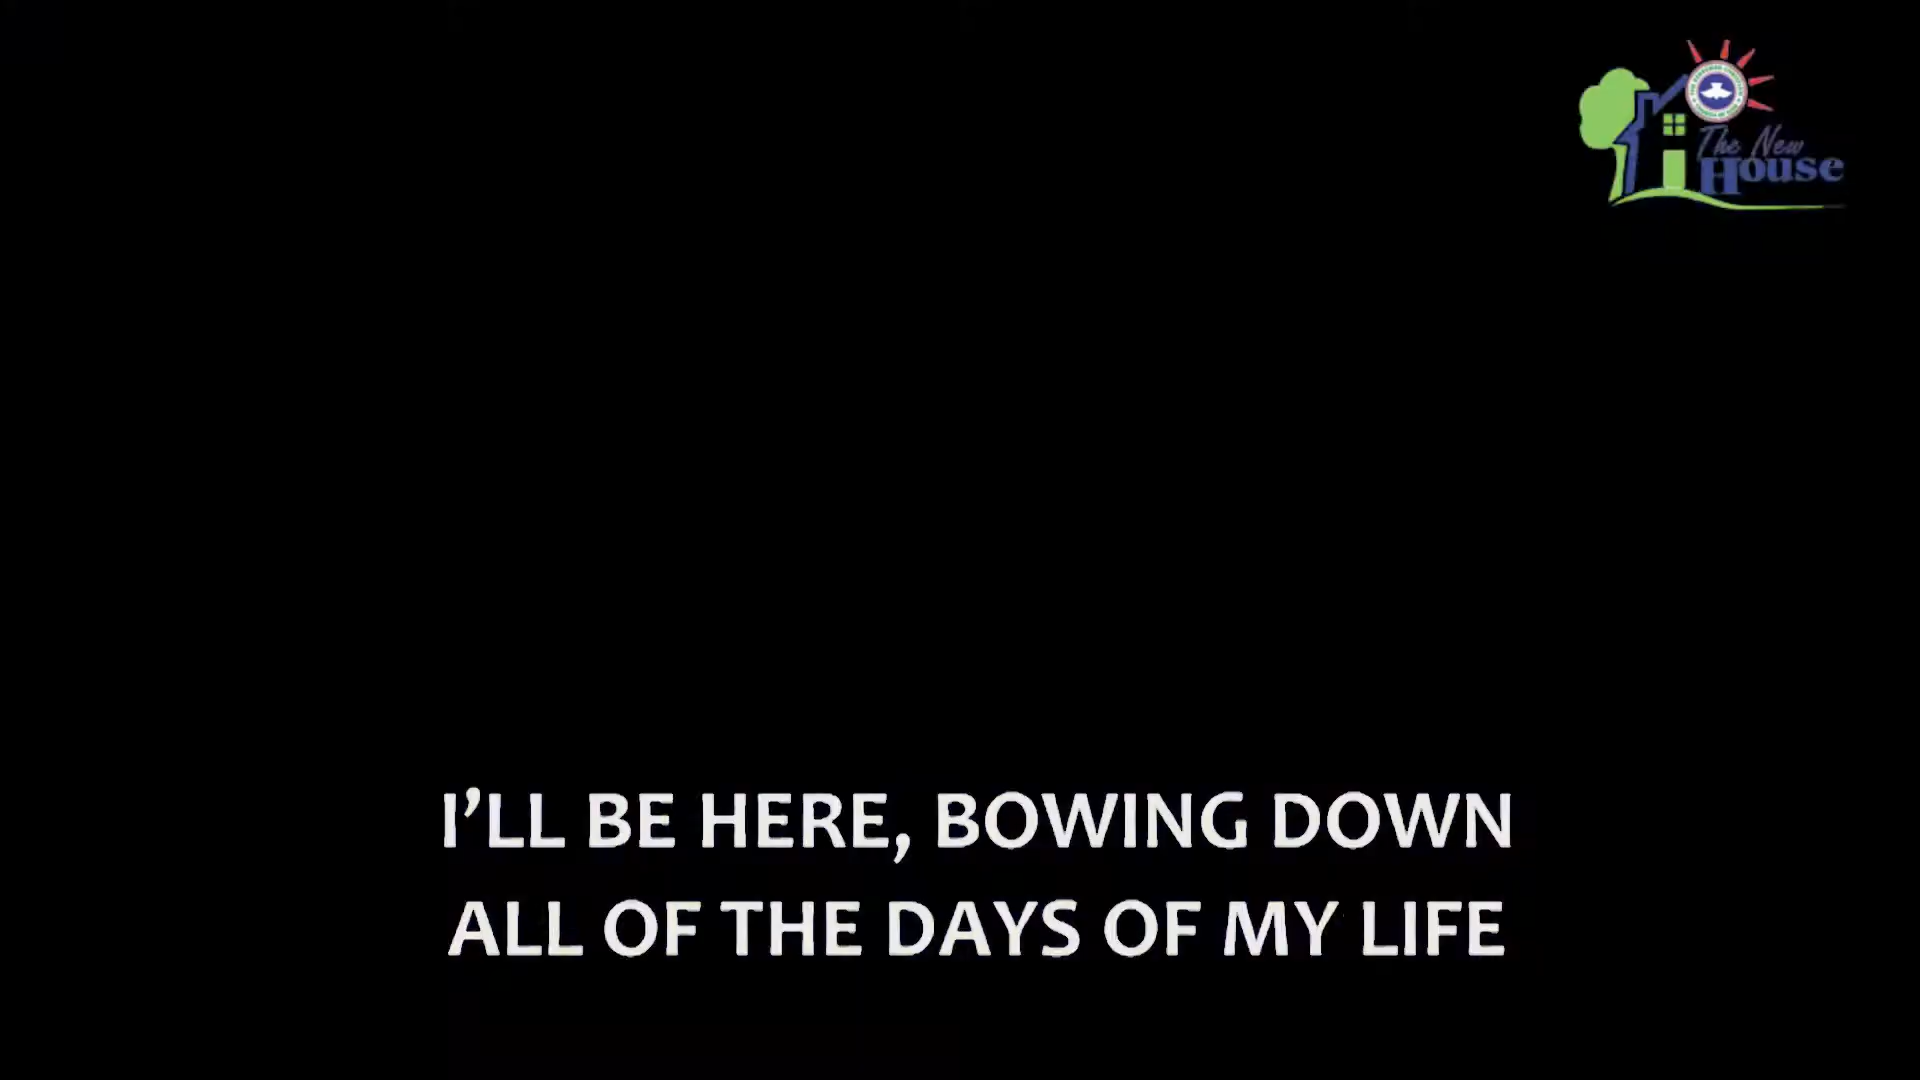 The New
House
I’LL BE HERE, BOWING DOWN
ALL OF THE DAYS OF MY LIFE